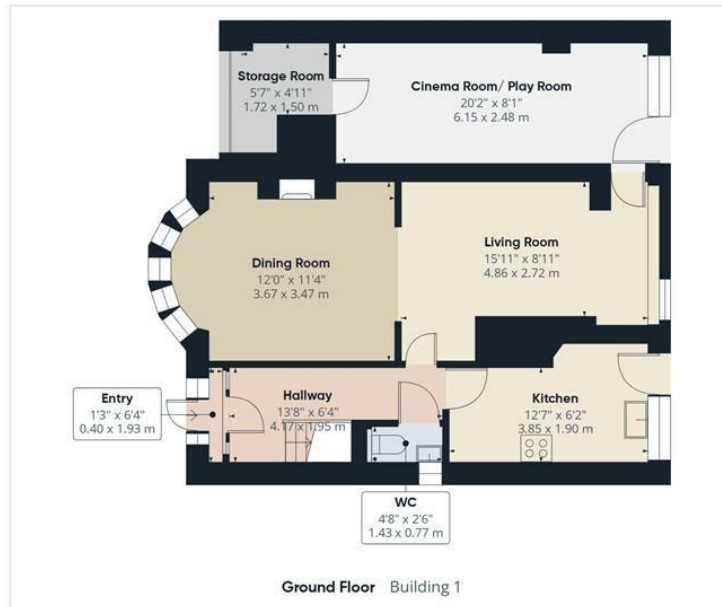 Storage Room
5'7" x 4'11"
1.72 x 1.50 m
Cinema Room/ Play Room
20'2" x 8'1"
6.15 x 2.48 m
Dining Room
12'0" x 11'4"
3.67 x 3.47 m
Living Room
15'11" x 8'11"
4.86 x 2.72 m
Entry
1'3" x 6'4"
0.40 x 1.93 m
Hallway
13'8" x 6'4"
4.17 x 1.95 m
Kitchen
12'7" x 6'2"
3.85 x 1.90 m
WC
4'8" x 2'6"
1.43 x 0.77 m
Ground Floor Building 1